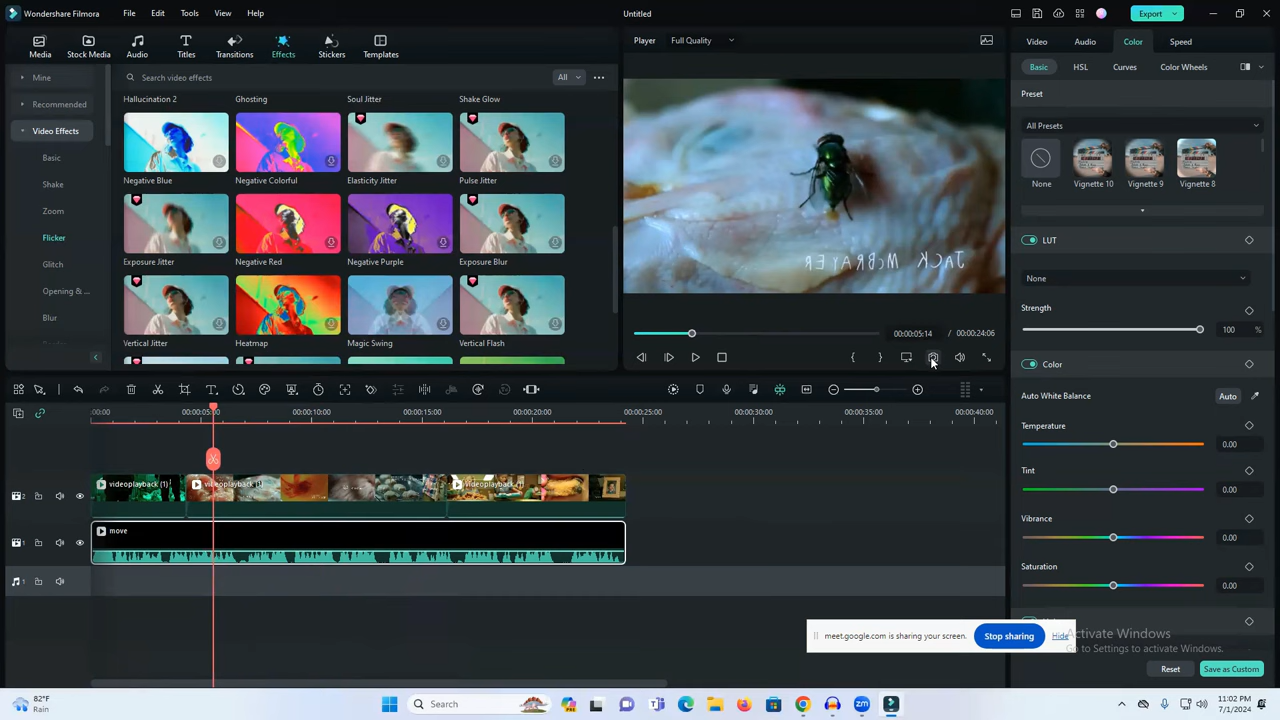 Wondershare Filmora
File
Edit
Tools
View
Help
Untitled
Export
Media
Stock Media
Audio
Titles
Transitions
Effects
Stickers
Templates
Player
Full Quality
Video
Audio
Color
Speed
Mine
Search video effects
All
Basic
HSL
Curves
Color Wheels
Recommended
Hallucination 2
Ghosting
Soul Jitter
Shake Glow
Preset
Video Effects
All Presets
Basic
Negative Blue
Negative Colorful
Elasticity Jitter
Pulse Jitter
None
Vignette 10
Vignette 9
Vignette 8
Shake
Zoom
Flicker
LUT
Glitch
Exposure Jitter
Negative Red
Negative Purple
Exposure Blur
JACK McBRAYER
None
Opening & ...
Strength
100 %
Blur
Vertical Jitter
Heatmap
Magic Swing
Vertical Flash
00:00:05:14 / 00:00:24:06
Color
Auto White Balance
Auto
:00:00
00:00:05:00
00:00:10:00
00:00:15:00
00:00:20:00
00:00:25:00
00:00:30:00
00:00:35:00
00:00:40:00
Temperature
0.00
Tint
0.00
2
videoplayback (1)
videoplayback (1)
videoplayback (1)
Vibrance
0.00
1
move
Saturation
0.00
1
meet.google.com is sharing your screen.
Stop sharing
Hide
Activate Windows
Go to Settings to activate Windows.
Reset
Save as Custom
82°F
Rain
Search
11:02 PM
7/1/2024